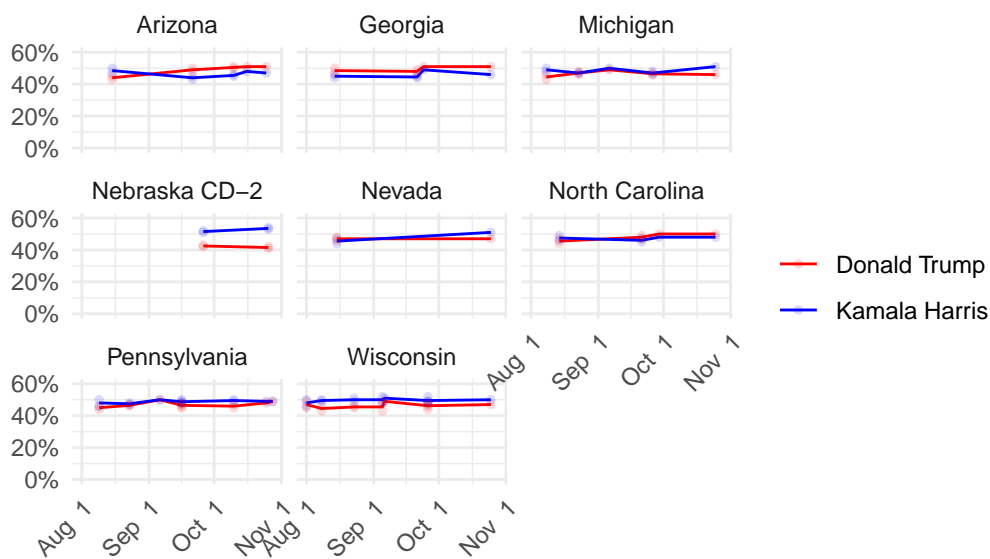 Arizona Georgia Michigan
60%
40%
20%
0%
Nebraska CD−2 Nevada North Carolina
60%
40%
20%
0%
Donald Trump
Kamala Harris
Aug 1 Sep 1 Oct 1 Nov 1
Pennsylvania Wisconsin
60%
40%
20%
0%
Aug 1 Sep 1 Oct 1 Nov 1 Aug 1 Sep 1 Oct 1 Nov 1